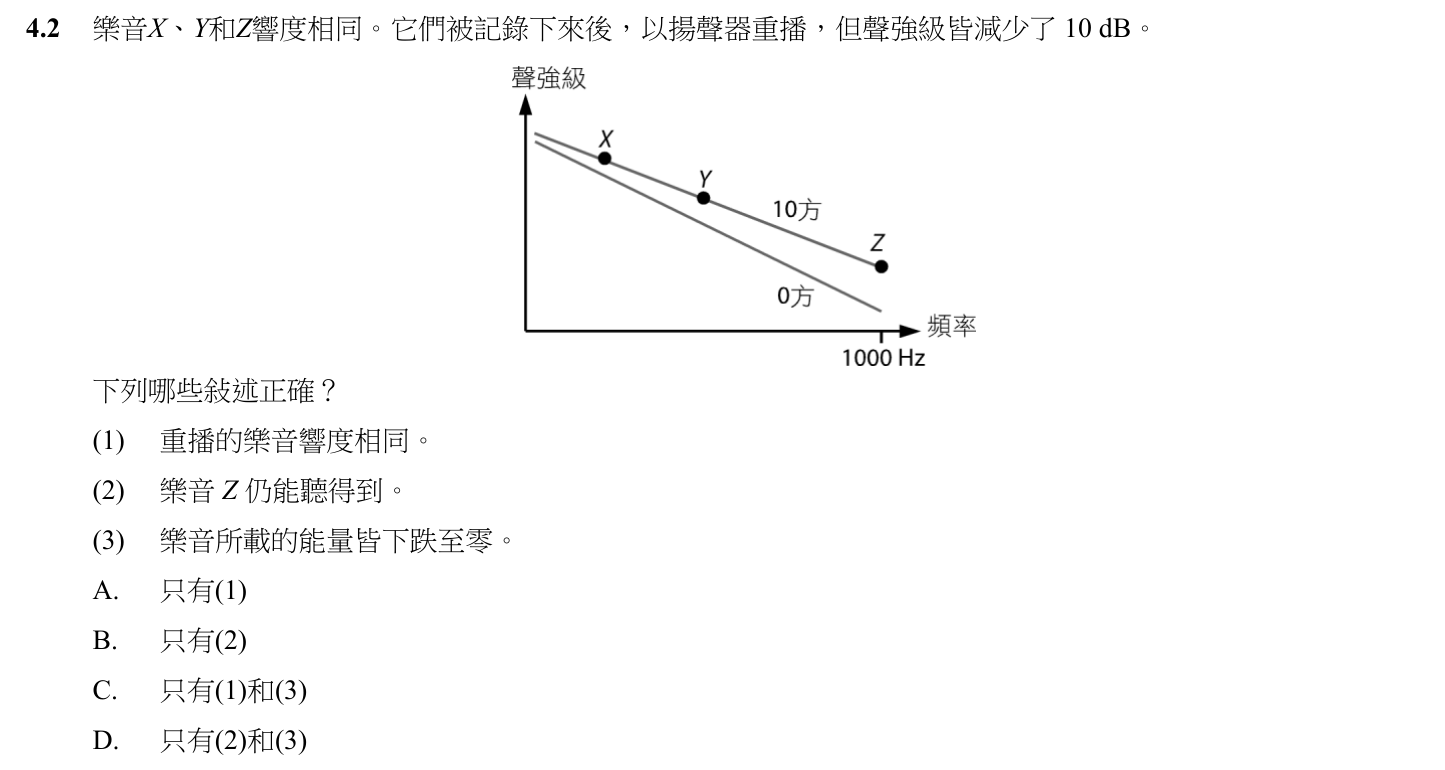 4.2 樂音X、Y和Z響度相同。它們被記錄下來後，以揚聲器重播，但聲強級皆減少了 10 dB。
聲強級
X
Y
10方
Z
0方
頻率
1000 Hz
下列哪些敍述正確？
(1) 重播的樂音響度相同。
(2) 樂音 Z 仍能聽得到。
(3) 樂音所載的能量皆下跌至零。
A. 只有(1)
B. 只有(2)
C. 只有(1)和(3)
D. 只有(2)和(3)